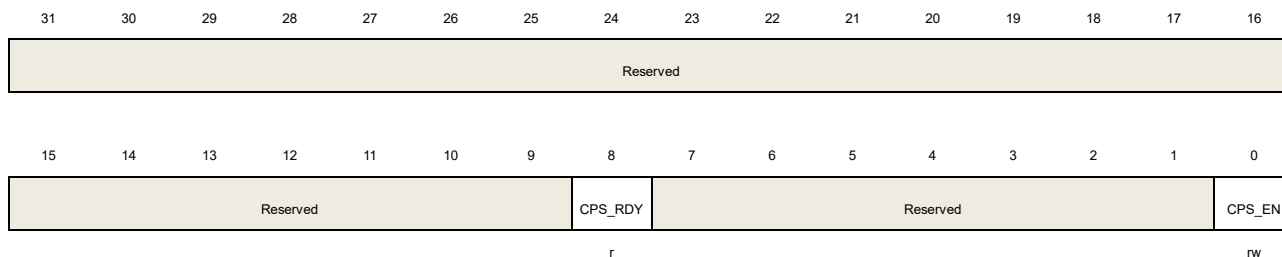 31 30 29 28 27 26 25 24 23 22 21 20 19 18 17 16
Reserved
15 14 13 12 11 10 9 8 7 6 5 4 3 2 1 0
Reserved CPS_RDY Reserved CPS_EN
r rw